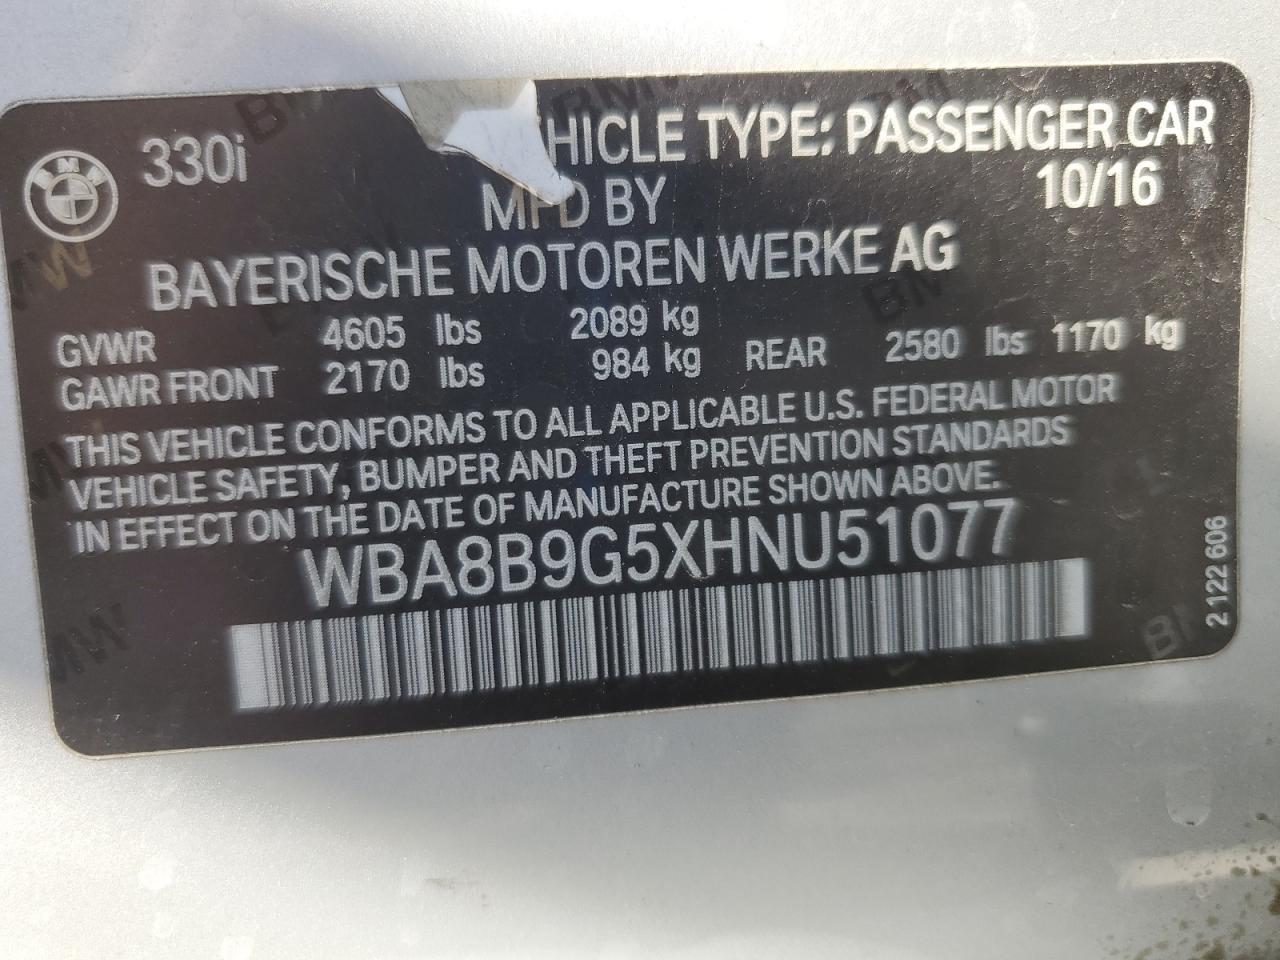 BMW
330i
HICLE TYPE: PASSENGER CAR
MFD BY 10/16
BAYERISCHE MOTOREN WERKE AG
GVWR 4605 lbs 2089 kg
GAWR FRONT 2170 lbs 984 kg REAR 2580 lbs 1170 kg
THIS VEHICLE CONFORMS TO ALL APPLICABLE U.S. FEDERAL MOTOR
VEHICLE SAFETY, BUMPER AND THEFT PREVENTION STANDARDS
IN EFFECT ON THE DATE OF MANUFACTURE SHOWN ABOVE.
WBA8B9G5XHNU51077
2 122 606